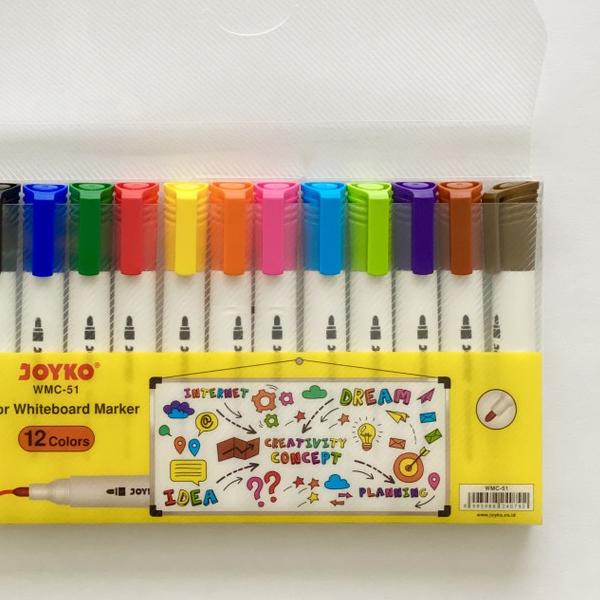 JOYKO®
WMC-51
or Whiteboard Marker
12 Colors
JOY
INTERNET
DREAM
CREATIVITY
CONCEPT
IDEA
??
PLANNING
@
WMC-51
www.joyko.co.id